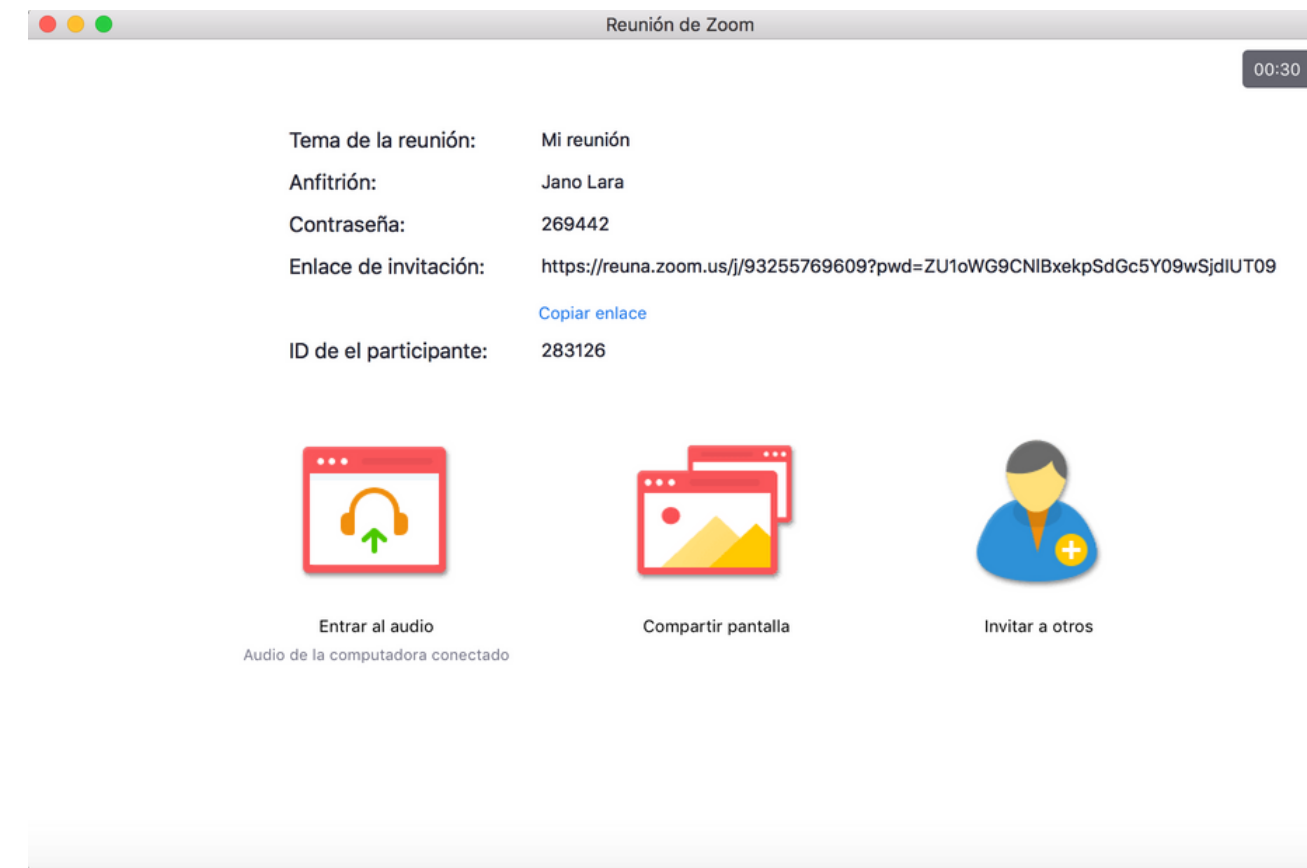 Reunión de Zoom
00:30
Tema de la reunión: Mi reunión
Anfitrión: Jano Lara
Contraseña: 269442
Enlace de invitación: https://reuna.zoom.us/j/93255769609?pwd=ZU1oWG9CNlBxekpSdGc5Y09wSjdlUT09
Copiar enlace
ID de el participante: 283126
Entrar al audio
Audio de la computadora conectado
Compartir pantalla
Invitar a otros